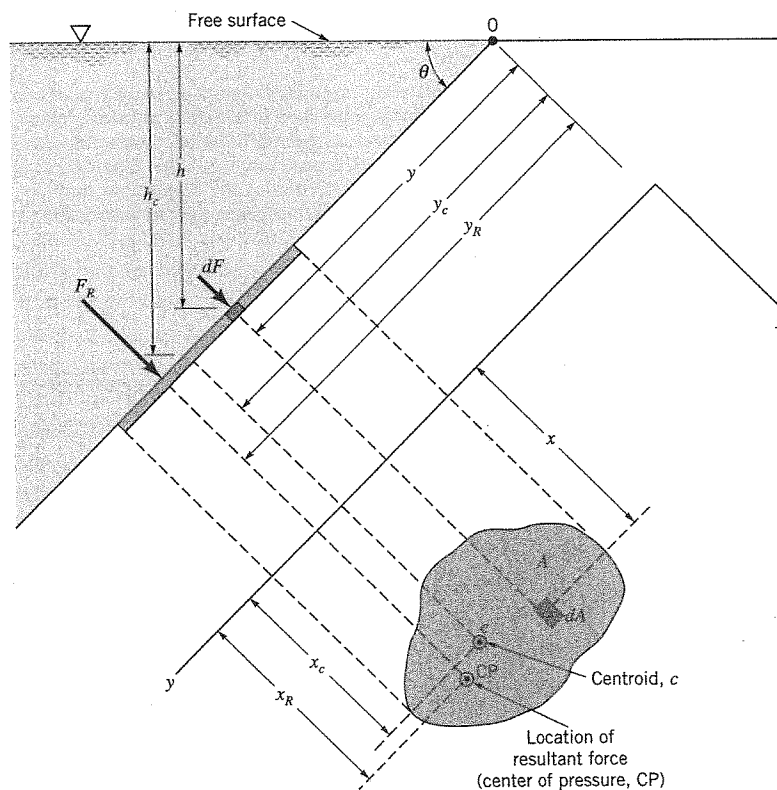 Free surface
0
θ
h
h_c
y
y_c
y_R
dF
F_R
x
A
dA
c
CP
x_c
x_R
y
Centroid, c
Location of
resultant force
(center of pressure, CP)